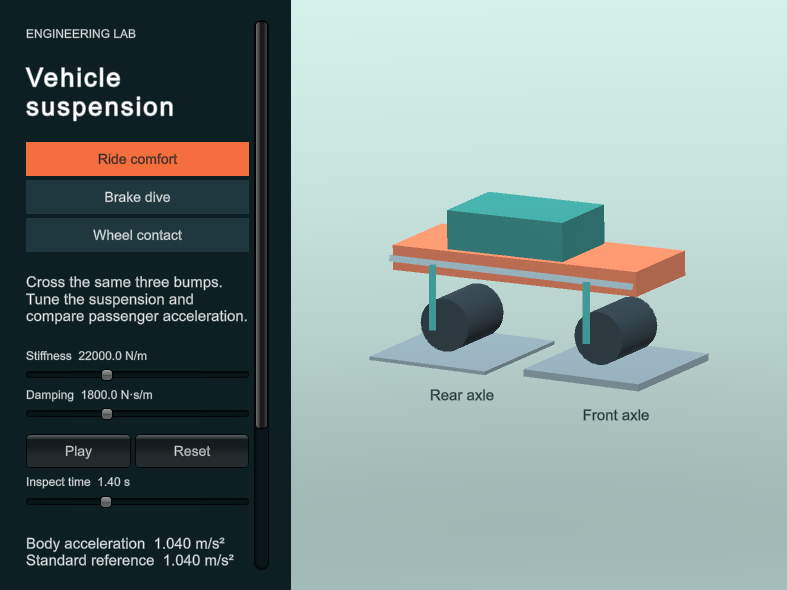 ENGINEERING LAB
Vehicle
suspension
Ride comfort
Brake dive
Wheel contact
Cross the same three bumps.
Tune the suspension and
compare passenger acceleration.
Stiffness  22000.0 N/m
Damping  1800.0 N·s/m
Play
Reset
Inspect time  1.40 s
Body acceleration  1.040 m/s²
Standard reference  1.040 m/s²
Rear axle
Front axle